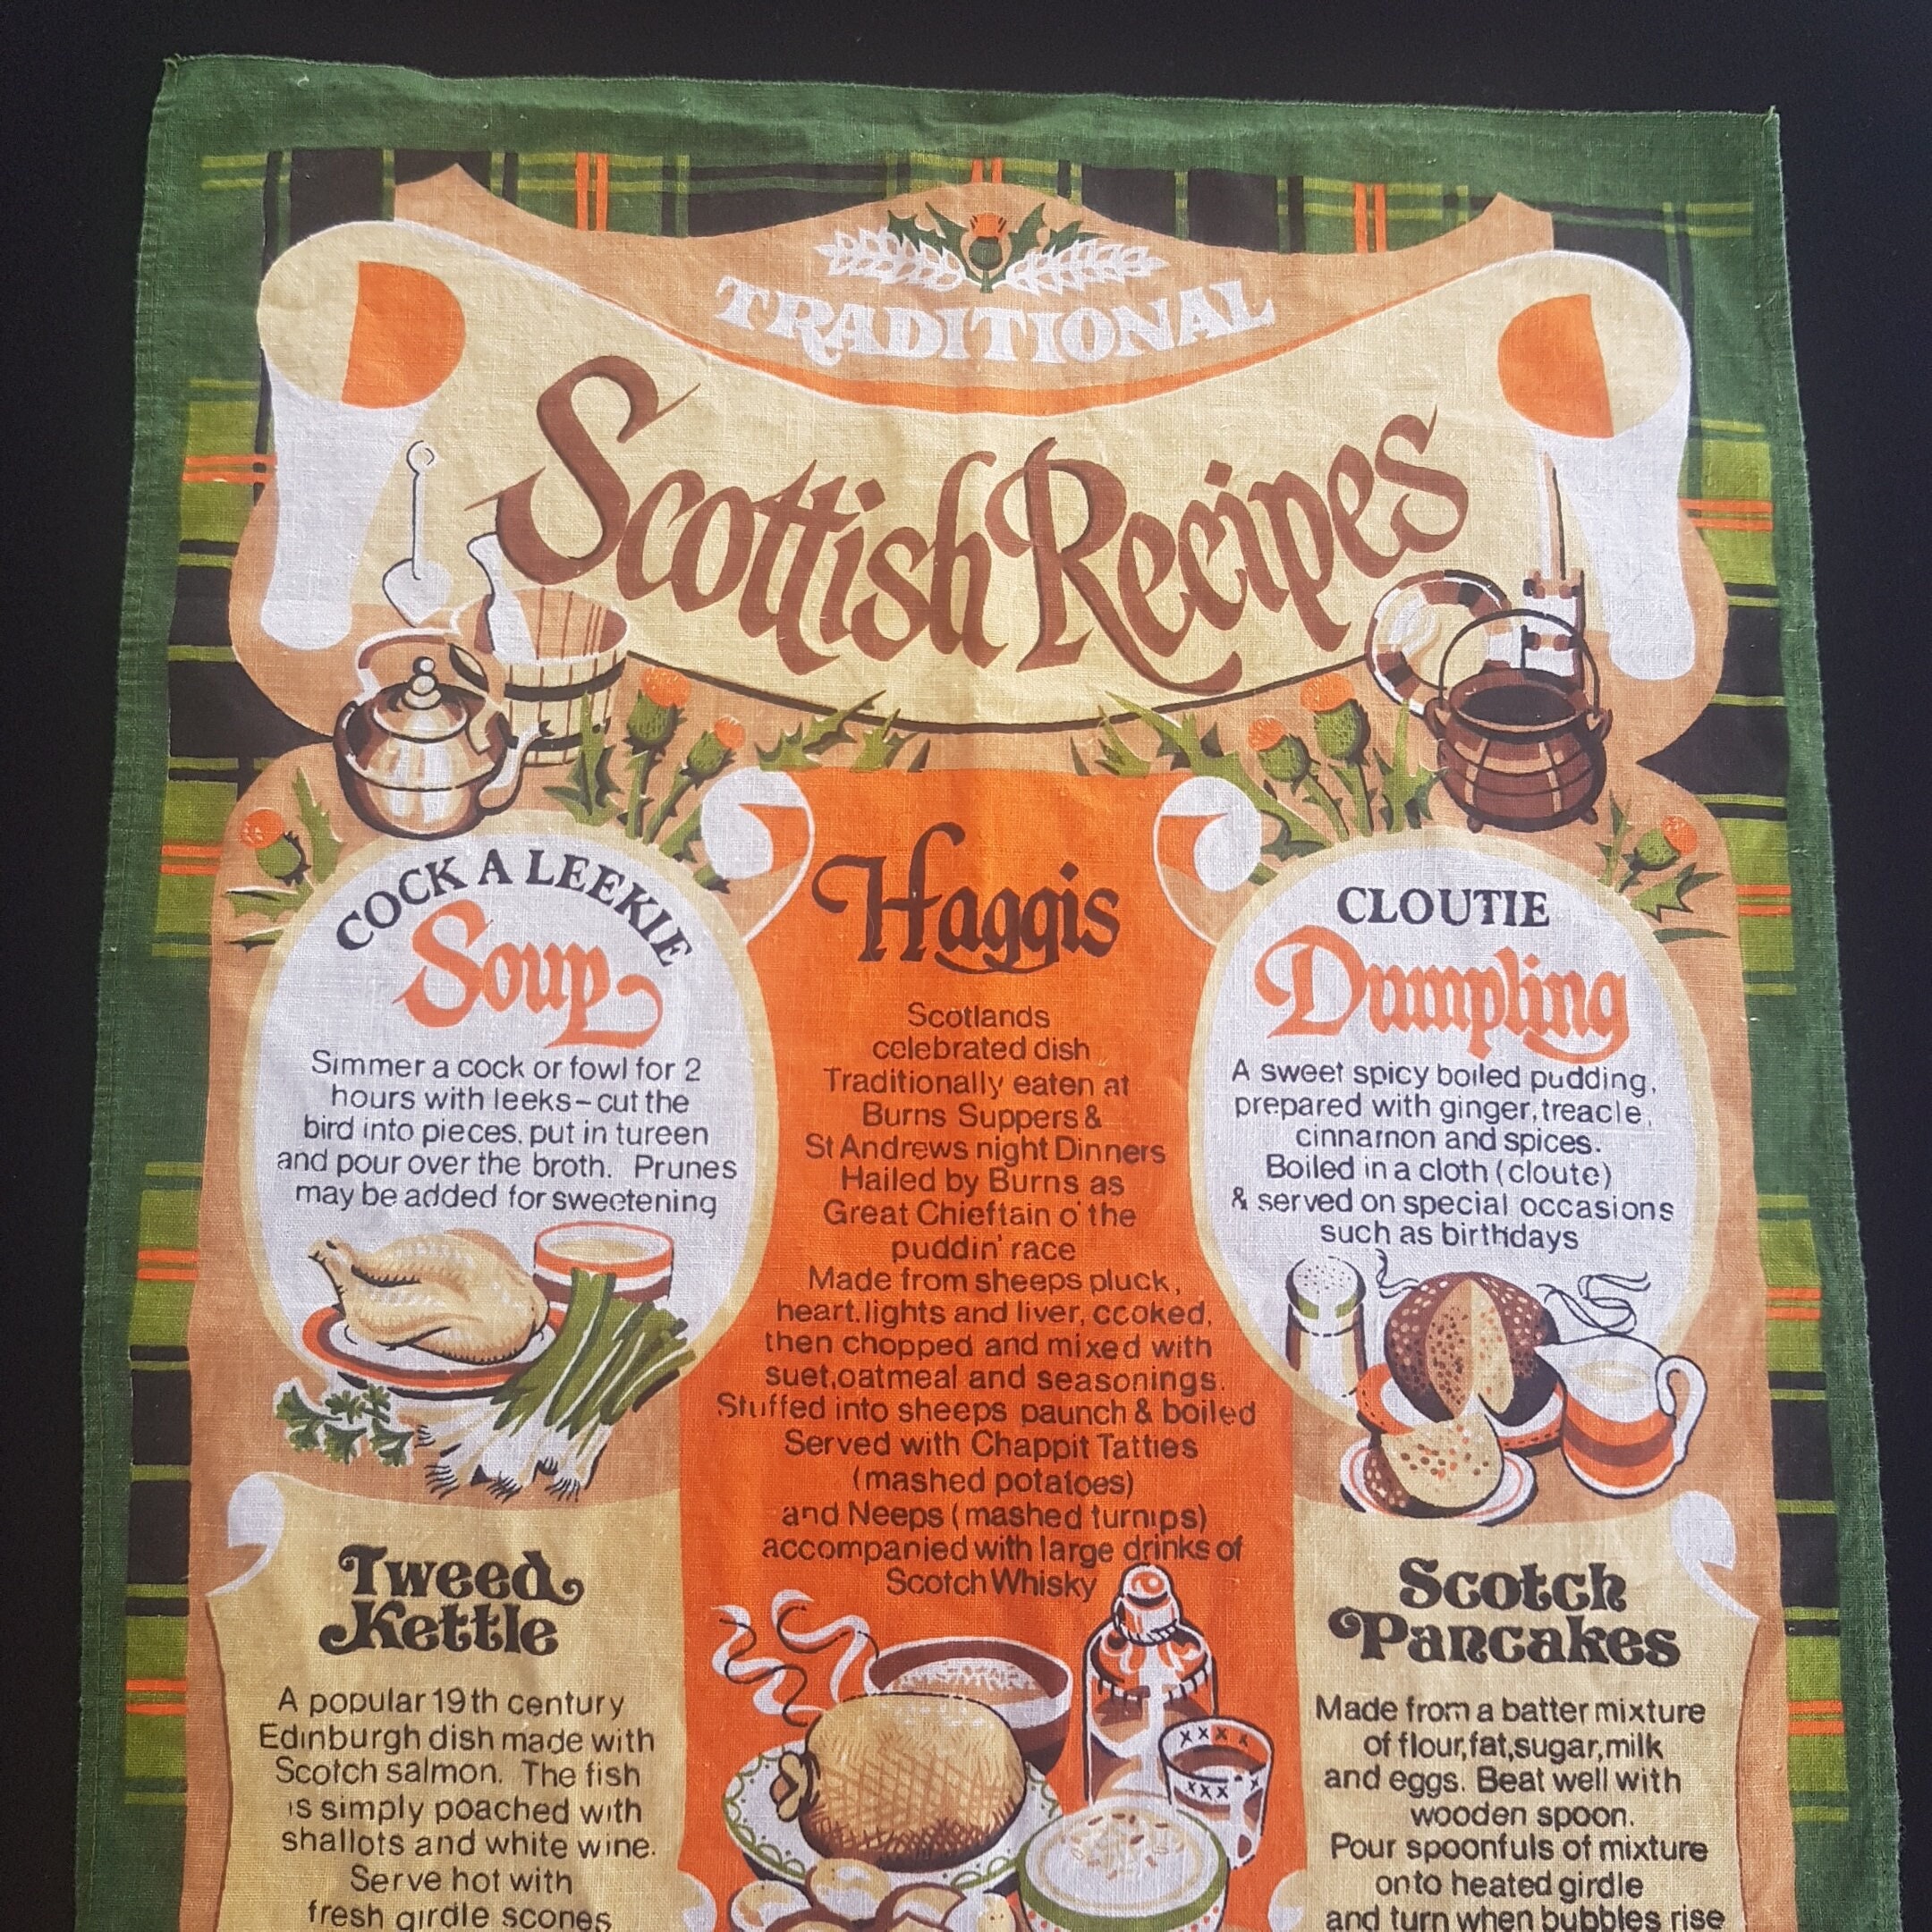 TRADITIONAL
Scottish Recipes
COCK A LEEKIE
Soup
Simmer a cock or fowl for 2
hours with leeks – cut the
bird into pieces, put in tureen
and pour over the broth. Prunes
may be added for sweetening
Haggis
Scotlands
celebrated dish
Traditionally eaten at
Burns Suppers &
St Andrews night Dinners
Hailed by Burns as
Great Chieftain o' the
puddin' race
Made from sheeps pluck,
heart, lights and liver, cooked,
then chopped and mixed with
suet, oatmeal and seasonings.
Stuffed into sheeps paunch & boiled
Served with Chappit Tatties
(mashed potatoes)
and Neeps (mashed turnips)
accompanied with large drinks of
Scotch Whisky
CLOUTIE
Dumpling
A sweet spicy boiled pudding,
prepared with ginger, treacle,
cinnamon and spices.
Boiled in a cloth (cloute)
& served on special occasions
such as birthdays
Tweed
Kettle
A popular 19th century
Edinburgh dish made with
Scotch salmon. The fish
is simply poached with
shallots and white wine.
Serve hot with
fresh girdle scones
Scotch
Pancakes
Made from a batter mixture
of flour, fat, sugar, milk
and eggs. Beat well with
wooden spoon.
Pour spoonfuls of mixture
onto heated girdle
and turn when bubbles rise